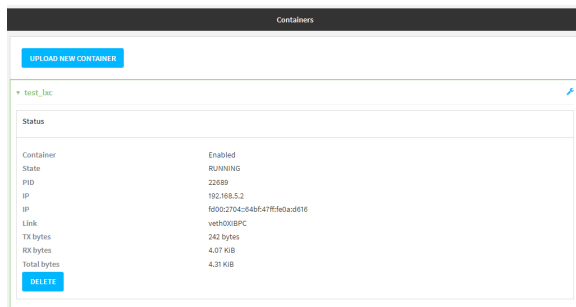 Containers
UPLOAD NEW CONTAINER
test_lxc
Status
Container Enabled
State RUNNING
PID 22689
IP 192.168.5.2
IP fd00:2704::64bf:47ff:fe0a:d616
Link veth0XIBPC
TX bytes 242 bytes
RX bytes 4.07 KiB
Total bytes 4.31 KiB
DELETE